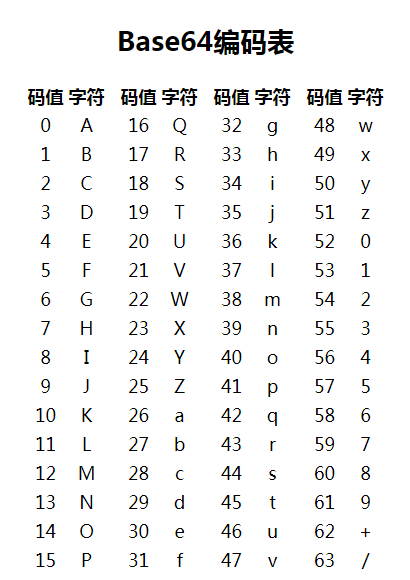 Base64编码表
码值 字符 码值 字符 码值 字符 码值 字符
0 A 16 Q 32 g 48 w
1 B 17 R 33 h 49 x
2 C 18 S 34 i 50 y
3 D 19 T 35 j 51 z
4 E 20 U 36 k 52 0
5 F 21 V 37 l 53 1
6 G 22 W 38 m 54 2
7 H 23 X 39 n 55 3
8 I 24 Y 40 o 56 4
9 J 25 Z 41 p 57 5
10 K 26 a 42 q 58 6
11 L 27 b 43 r 59 7
12 M 28 c 44 s 60 8
13 N 29 d 45 t 61 9
14 O 30 e 46 u 62 +
15 P 31 f 47 v 63 /